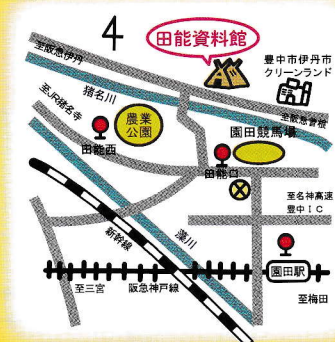 4
田能資料館
至阪急伊丹
豊中市伊丹市
クリーンランド
猪名川
至JR猪名寺
農業
公園
至阪急曽根
園田競馬場
田能西
田能口
至名神高速
豊中IC
新幹線
藻川
園田駅
至三宮
阪急神戸線
至梅田